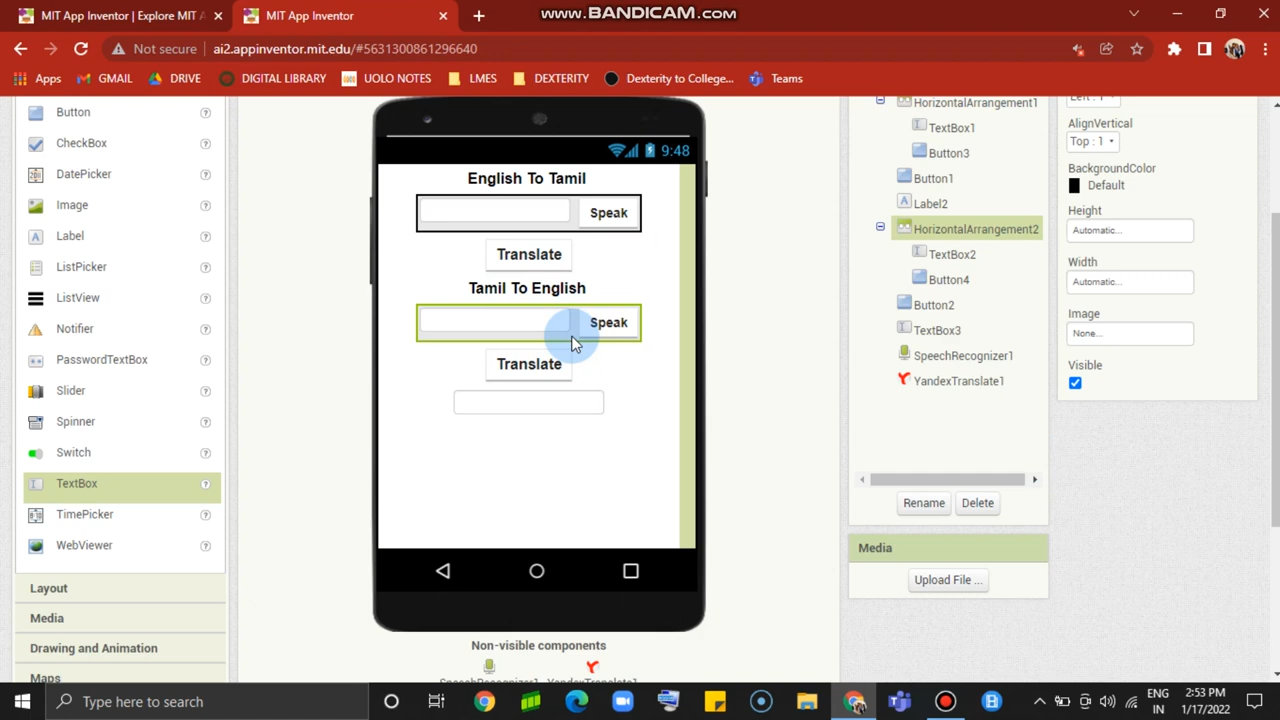 www.BANDICAM.com
MIT App Inventor | Explore MIT A
MIT App Inventor
Not secure
ai2.appinventor.mit.edu/#5631300861296640
Apps
GMAIL
DRIVE
DIGITAL LIBRARY
UOLO NOTES
LMES
DEXTERITY
Dexterity to College...
Teams
Button
CheckBox
DatePicker
Image
Label
ListPicker
ListView
Notifier
PasswordTextBox
Slider
Spinner
Switch
TextBox
TimePicker
WebViewer
Layout
Media
Drawing and Animation
Maps
9:48
English To Tamil
Speak
Translate
Tamil To English
Speak
Translate
Non-visible components
SpeechRecognizer1
YandexTranslate1
HorizontalArrangement1
TextBox1
Button3
Button1
Label2
HorizontalArrangement2
TextBox2
Button4
Button2
TextBox3
SpeechRecognizer1
YandexTranslate1
Rename
Delete
Media
Upload File ...
Left : 1
AlignVertical
Top : 1
BackgroundColor
Default
Height
Automatic...
Width
Automatic...
Image
None...
Visible
Type here to search
ENG
IN
2:53 PM
1/17/2022